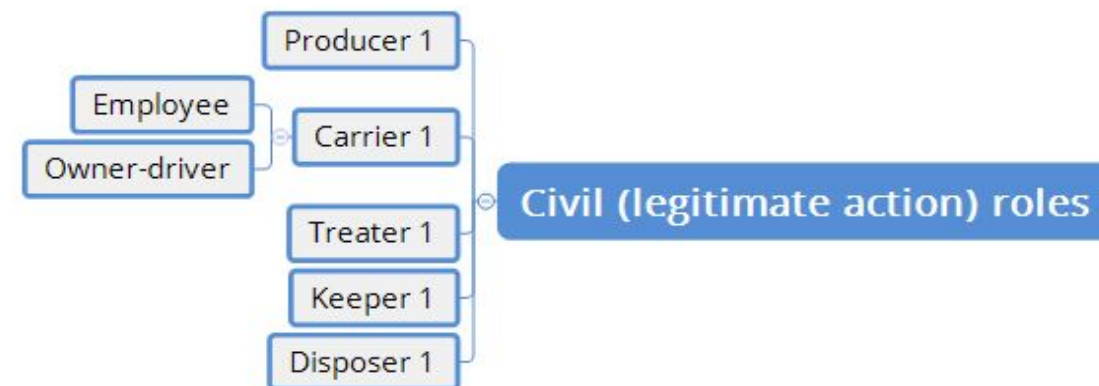 Producer 1
Employee
Carrier 1
Owner-driver
Civil (legitimate action) roles
Treater 1
Keeper 1
Disposer 1